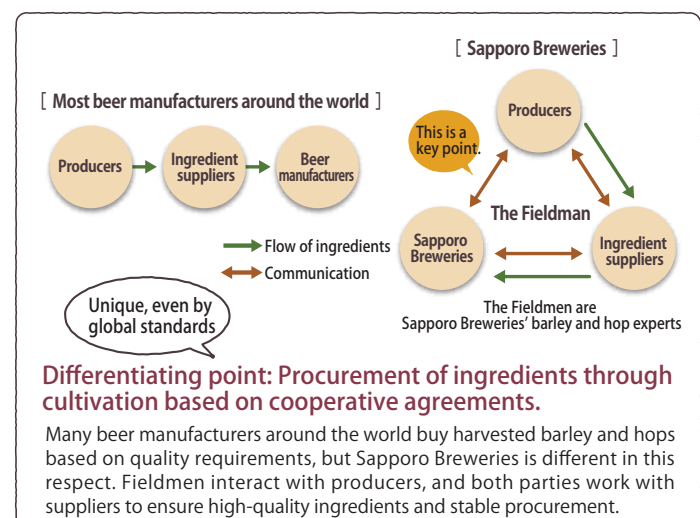 [ Sapporo Breweries ]
[ Most beer manufacturers around the world ]
Producers
Ingredient
suppliers
Beer
manufacturers
Producers
This is a
key point.
The Fieldman
Sapporo
Breweries
Ingredient
suppliers
Flow of ingredients
Communication
The Fieldmen are
Sapporo Breweries’ barley and hop experts
Unique, even by
global standards
Differentiating point: Procurement of ingredients through
cultivation based on cooperative agreements.
Many beer manufacturers around the world buy harvested barley and hops
based on quality requirements, but Sapporo Breweries is different in this
respect. Fieldmen interact with producers, and both parties work with
suppliers to ensure high-quality ingredients and stable procurement.